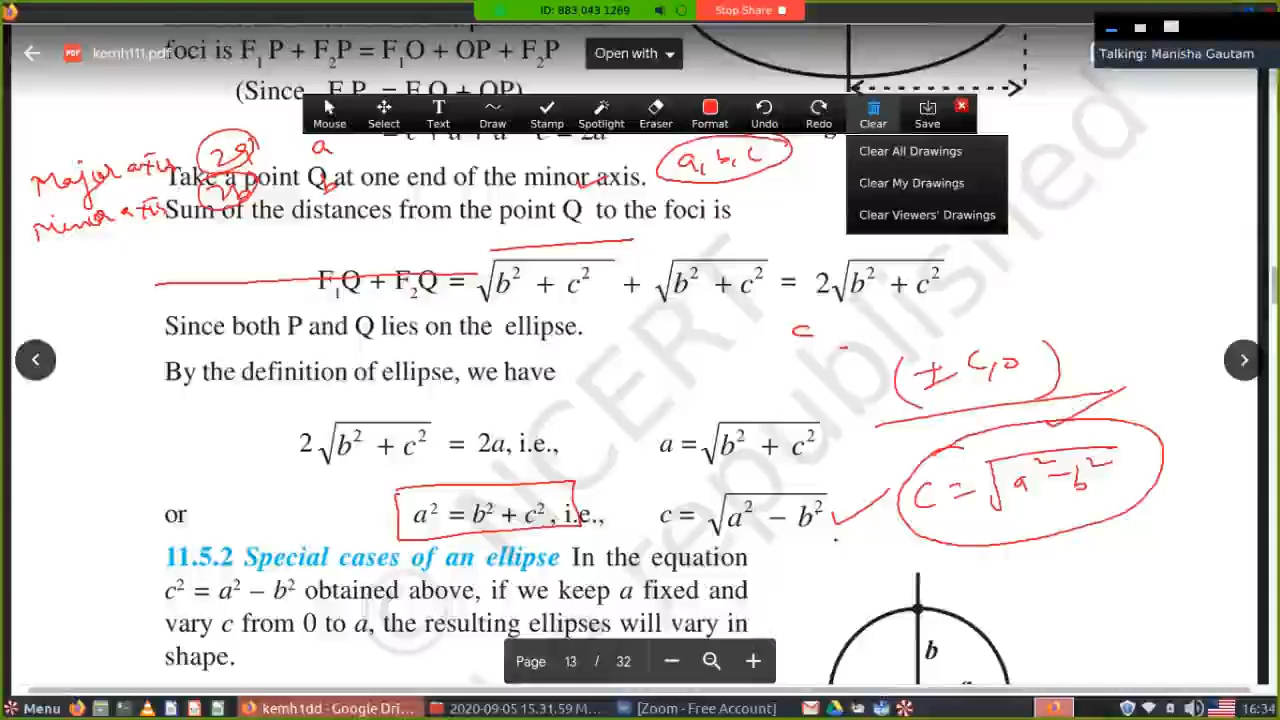 ID: 883 043 1269 Stop Share
kemh111.pdf
Open with
Talking: Manisha Gautam
foci is F₁P + F₂P = F₁O + OP + F₂P
(Since F₁P = F₁O + OP)
Mouse Select Text Draw Stamp Spotlight Eraser Format Undo Redo Clear Save
Clear All Drawings
Clear My Drawings
Clear Viewers' Drawings
Major axis 2a a
a, b, c
Take a point Q at one end of the minor axis.
Minor axis 2b b
Sum of the distances from the point Q to the foci is
F₁Q + F₂Q = √(b² + c²) + √(b² + c²) = 2√(b² + c²)
Since both P and Q lies on the ellipse.
c
(± c, 0)
By the definition of ellipse, we have
2√(b² + c²) = 2a, i.e., a = √(b² + c²)
c = √(a² – b²)
or a² = b² + c², i.e., c = √(a² – b²)
11.5.2 Special cases of an ellipse In the equation
c² = a² – b² obtained above, if we keep a fixed and
vary c from 0 to a, the resulting ellipses will vary in
shape.
b
Page 13 / 32
© NCERT
republished
Menu kemh1dd - Google Dri... 2020-09-05 15.31.59 M... [Zoom - Free Account] 16:34